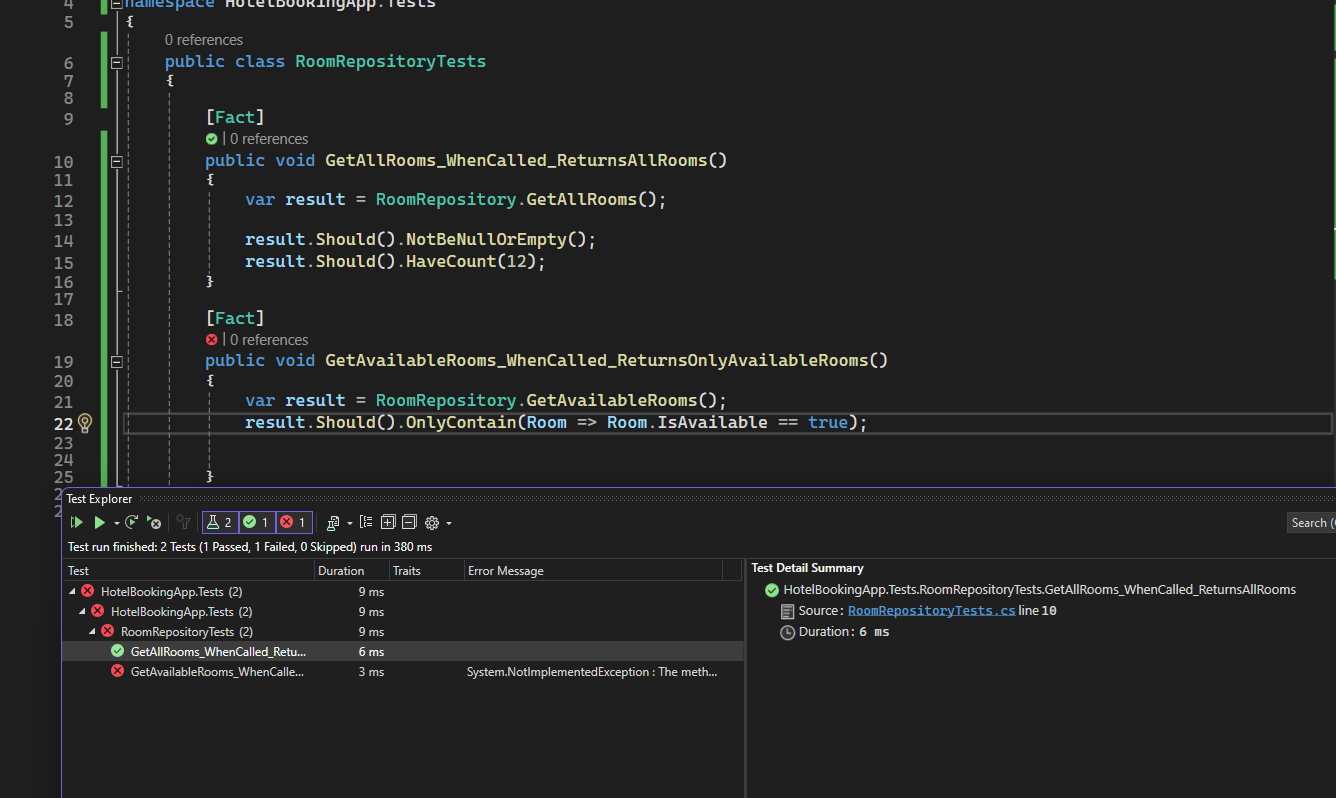 4 namespace HotelBookingApp.Tests
5 {
0 references
6 public class RoomRepositoryTests
7 {
8
9 [Fact]
| 0 references
10 public void GetAllRooms_WhenCalled_ReturnsAllRooms()
11 {
12 var result = RoomRepository.GetAllRooms();
13
14 result.Should().NotBeNullOrEmpty();
15 result.Should().HaveCount(12);
16 }
17
18 [Fact]
| 0 references
19 public void GetAvailableRooms_WhenCalled_ReturnsOnlyAvailableRooms()
20 {
21 var result = RoomRepository.GetAvailableRooms();
22 result.Should().OnlyContain(Room => Room.IsAvailable == true);
23
24
25 }
Test Explorer
2 1 1
Search (
Test run finished: 2 Tests (1 Passed, 1 Failed, 0 Skipped) run in 380 ms
Test Duration Traits Error Message
HotelBookingApp.Tests (2) 9 ms
HotelBookingApp.Tests (2) 9 ms
RoomRepositoryTests (2) 9 ms
GetAllRooms_WhenCalled_Retu... 6 ms
GetAvailableRooms_WhenCalle... 3 ms System.NotImplementedException : The meth...
Test Detail Summary
HotelBookingApp.Tests.RoomRepositoryTests.GetAllRooms_WhenCalled_ReturnsAllRooms
Source: RoomRepositoryTests.cs line 10
Duration: 6 ms